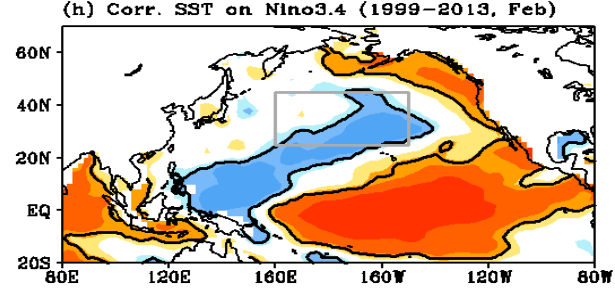 (h) Corr. SST on Nino3.4 (1999-2013, Feb)
60N
40N
20N
EQ
20S
80E 120E 160E 160W 120W 80W